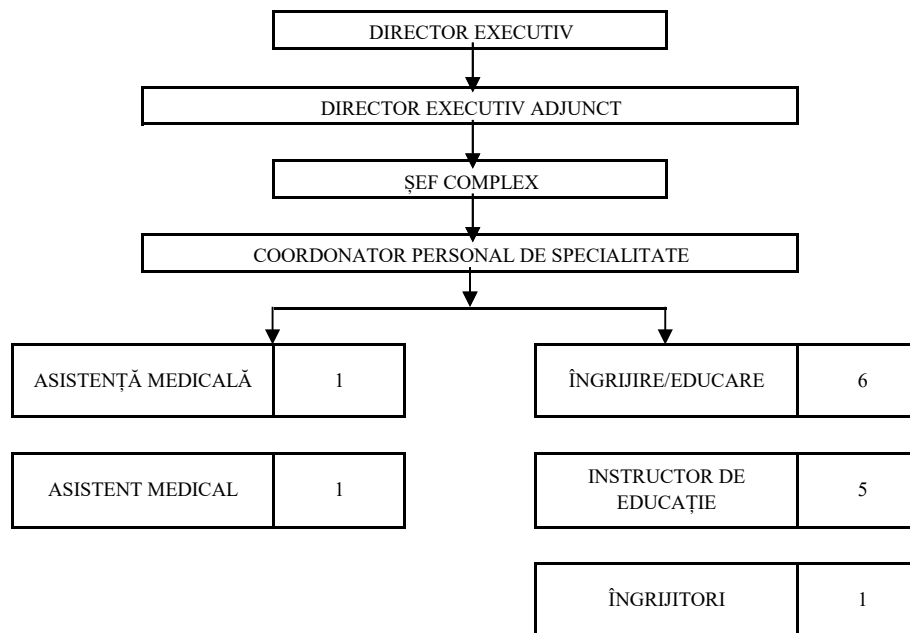 DIRECTOR EXECUTIV
DIRECTOR EXECUTIV ADJUNCT
ȘEF COMPLEX
COORDONATOR PERSONAL DE SPECIALITATE
ASISTENȚĂ MEDICALĂ 1
ÎNGRIJIRE/EDUCARE 6
ASISTENT MEDICAL 1
INSTRUCTOR DE
EDUCAȚIE 5
ÎNGRIJITORI 1